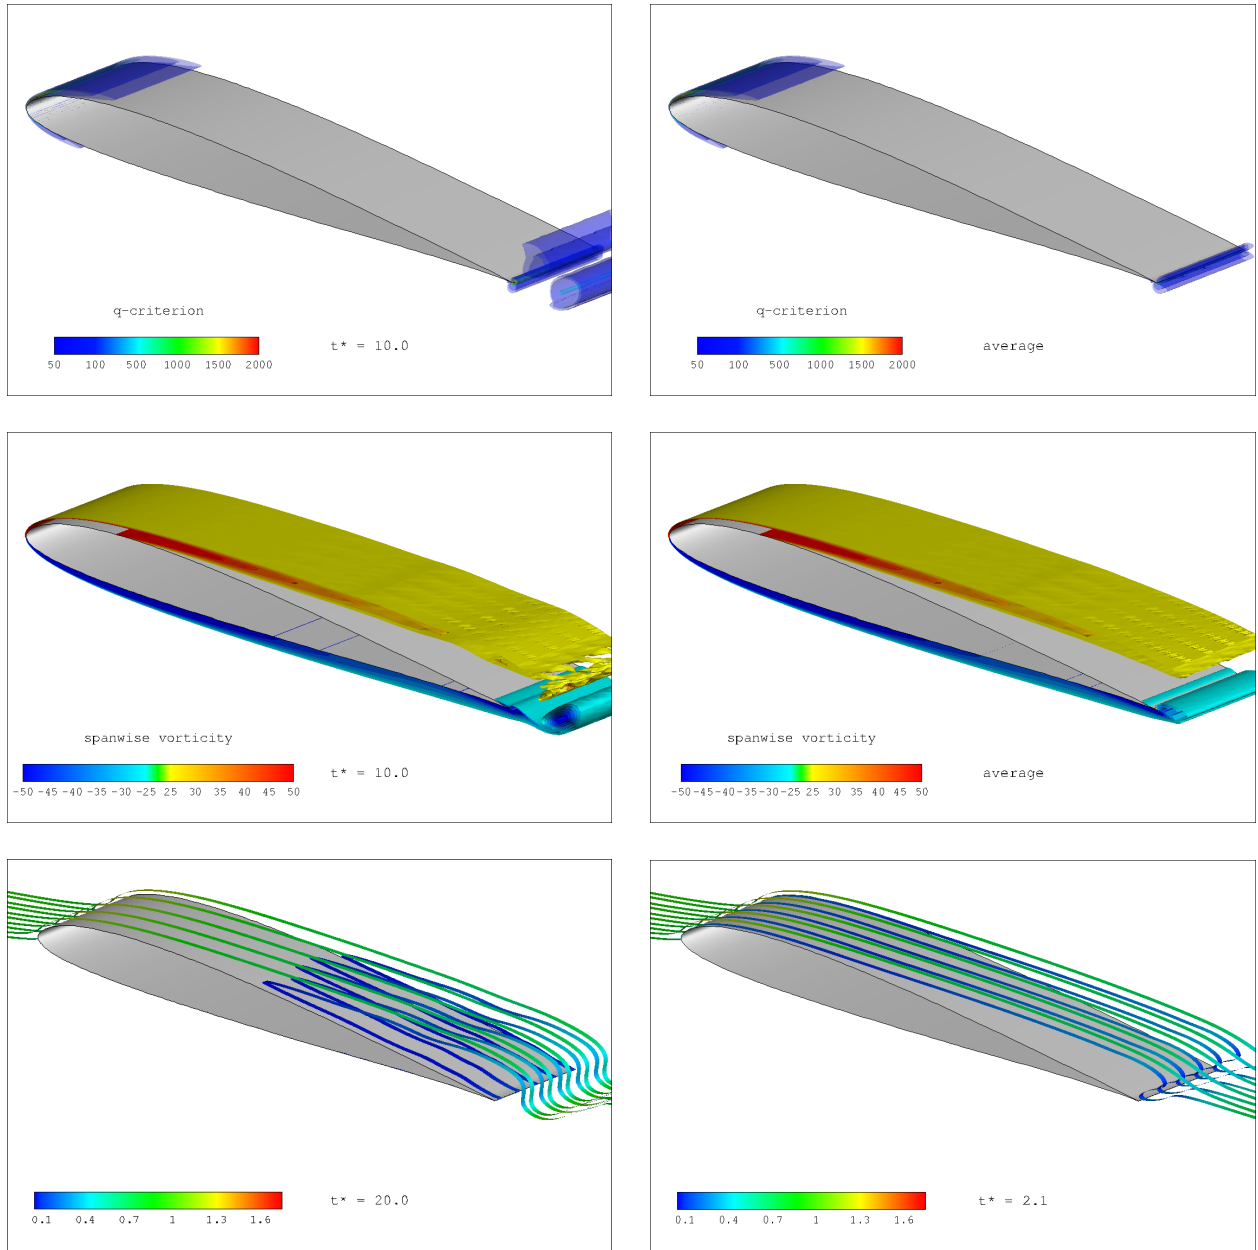 q-criterion
t* = 10.0
50 100 500 1000 1500 2000
q-criterion
average
50 100 500 1000 1500 2000
spanwise vorticity
t* = 10.0
-50 -45 -40 -35 -30 -25 25 30 35 40 45 50
spanwise vorticity
average
-50 -45 -40 -35 -30 -25 25 30 35 40 45 50
t* = 20.0
0.1 0.4 0.7 1 1.3 1.6
t* = 2.1
0.1 0.4 0.7 1 1.3 1.6